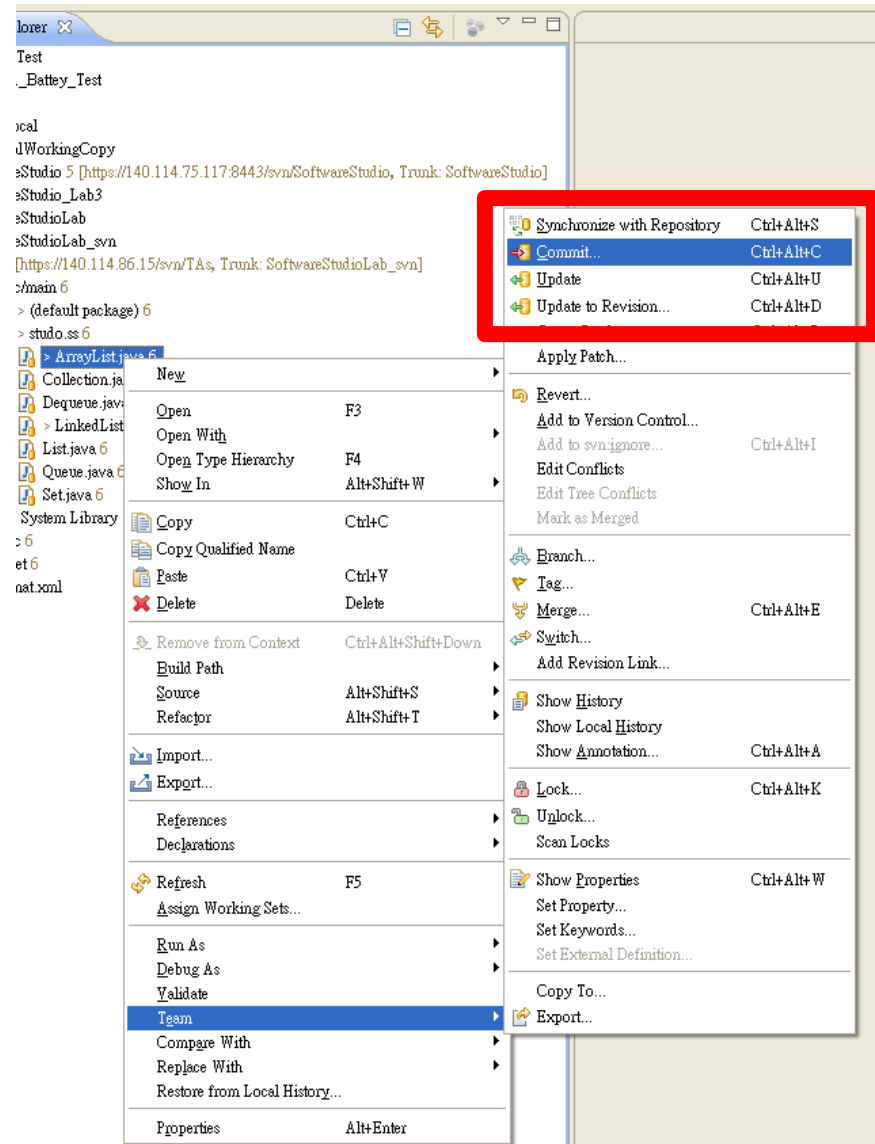 lorer
Test
._Battey_Test
ocal
dWorkingCopy
eStudio 5 [https://140.114.75.117:8443/svn/SoftwareStudio, Trunk: SoftwareStudio]
eStudio_Lab3
eStudioLab
eStudioLab_svn
[https://140.114.86.15/svn/TAs, Trunk: SoftwareStudioLab_svn]
c/main 6
> (default package) 6
> studo.ss 6
> ArrayList.java 6
Collection.ja
Dequeue.jav
> LinkedList
List.java 6
Queue.java 6
Set.java 6
System Library
c 6
et 6
mat.xml
New
Open F3
Open With
Open Type Hierarchy F4
Show In Alt+Shift+W
Copy Ctrl+C
Copy Qualified Name
Paste Ctrl+V
Delete Delete
Remove from Context Ctrl+Alt+Shift+Down
Build Path
Source Alt+Shift+S
Refactor Alt+Shift+T
Import...
Export...
References
Declarations
Refresh F5
Assign Working Sets...
Run As
Debug As
Validate
Team
Compare With
Replace With
Restore from Local History...
Properties Alt+Enter
Synchronize with Repository Ctrl+Alt+S
Commit... Ctrl+Alt+C
Update Ctrl+Alt+U
Update to Revision... Ctrl+Alt+D
Apply Patch...
Revert...
Add to Version Control...
Add to svn:ignore... Ctrl+Alt+I
Edit Conflicts
Edit Tree Conflicts
Mark as Merged
Branch...
Tag...
Merge... Ctrl+Alt+E
Switch...
Add Revision Link...
Show History
Show Local History
Show Annotation... Ctrl+Alt+A
Lock... Ctrl+Alt+K
Unlock...
Scan Locks
Show Properties Ctrl+Alt+W
Set Property...
Set Keywords...
Set External Definition...
Copy To...
Export...